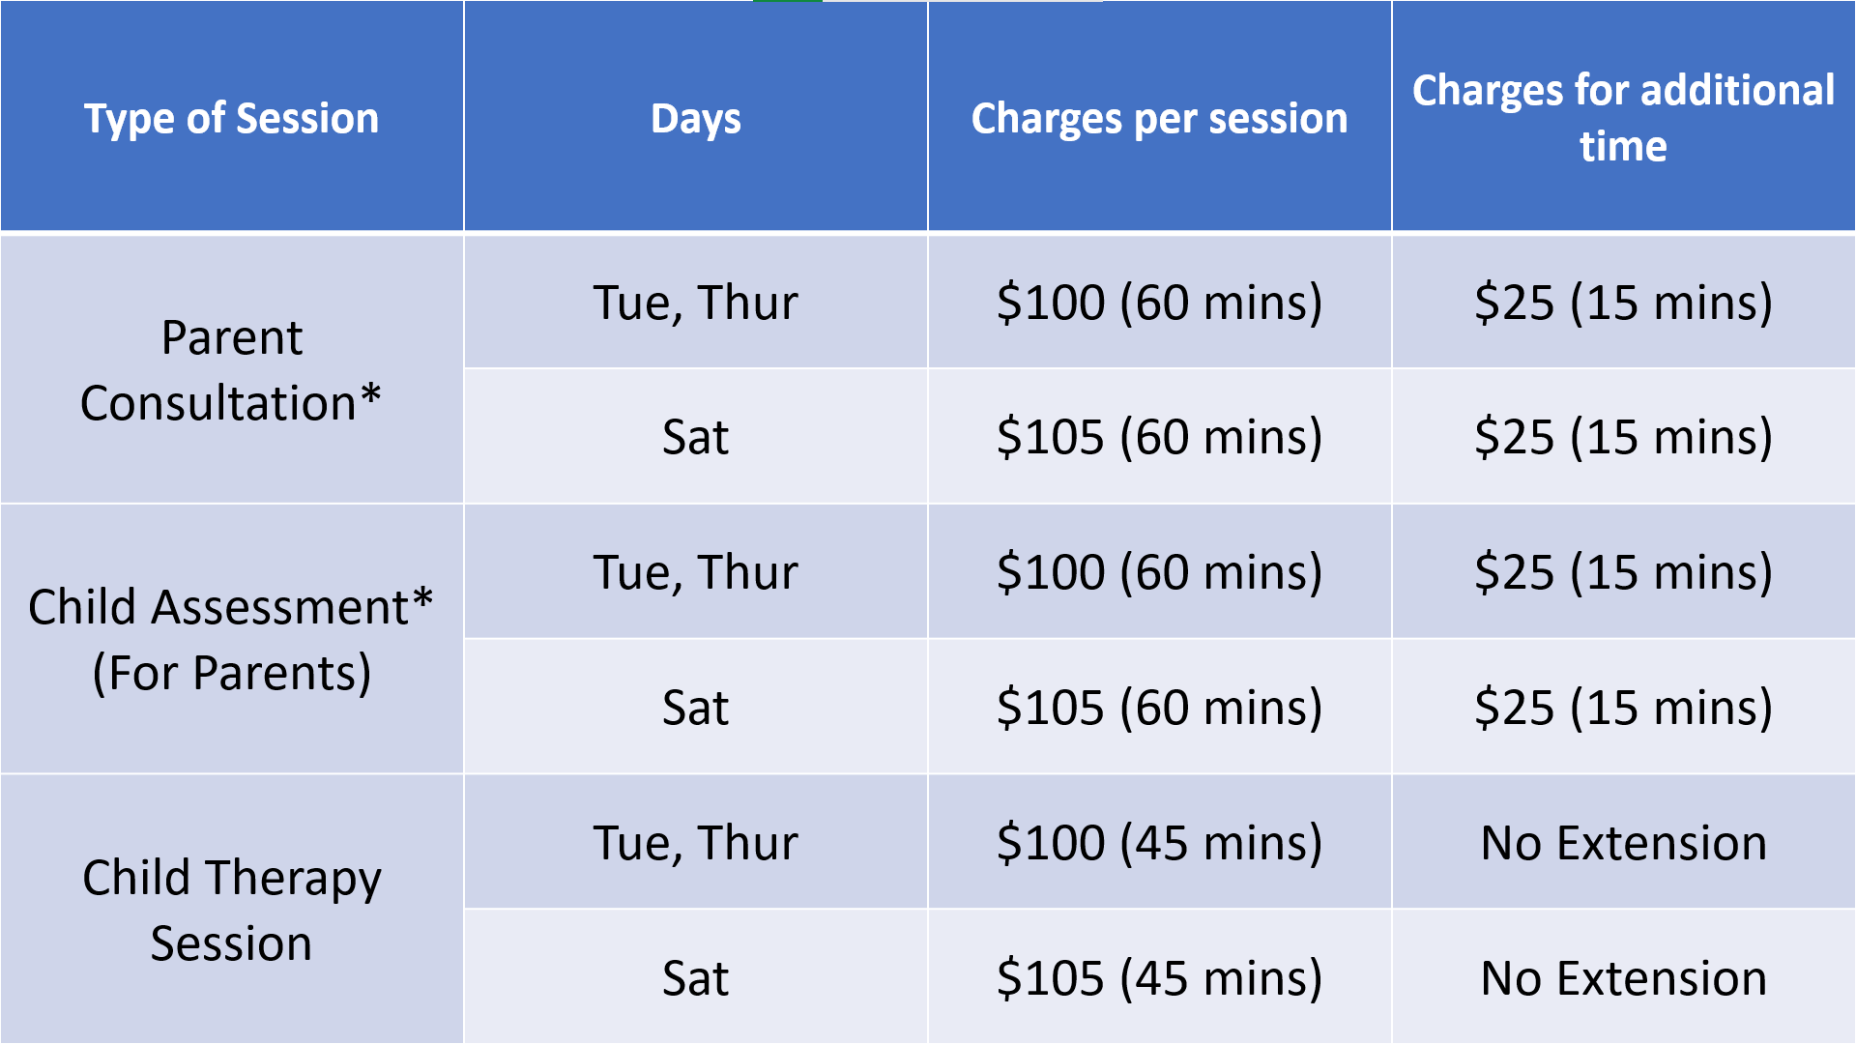 Type of Session
Days
Charges per session
Charges for additional
time
Parent
Consultation*
Tue, Thur
$100 (60 mins)
$25 (15 mins)
Sat
$105 (60 mins)
$25 (15 mins)
Child Assessment*
(For Parents)
Tue, Thur
$100 (60 mins)
$25 (15 mins)
Sat
$105 (60 mins)
$25 (15 mins)
Child Therapy
Session
Tue, Thur
$100 (45 mins)
No Extension
Sat
$105 (45 mins)
No Extension